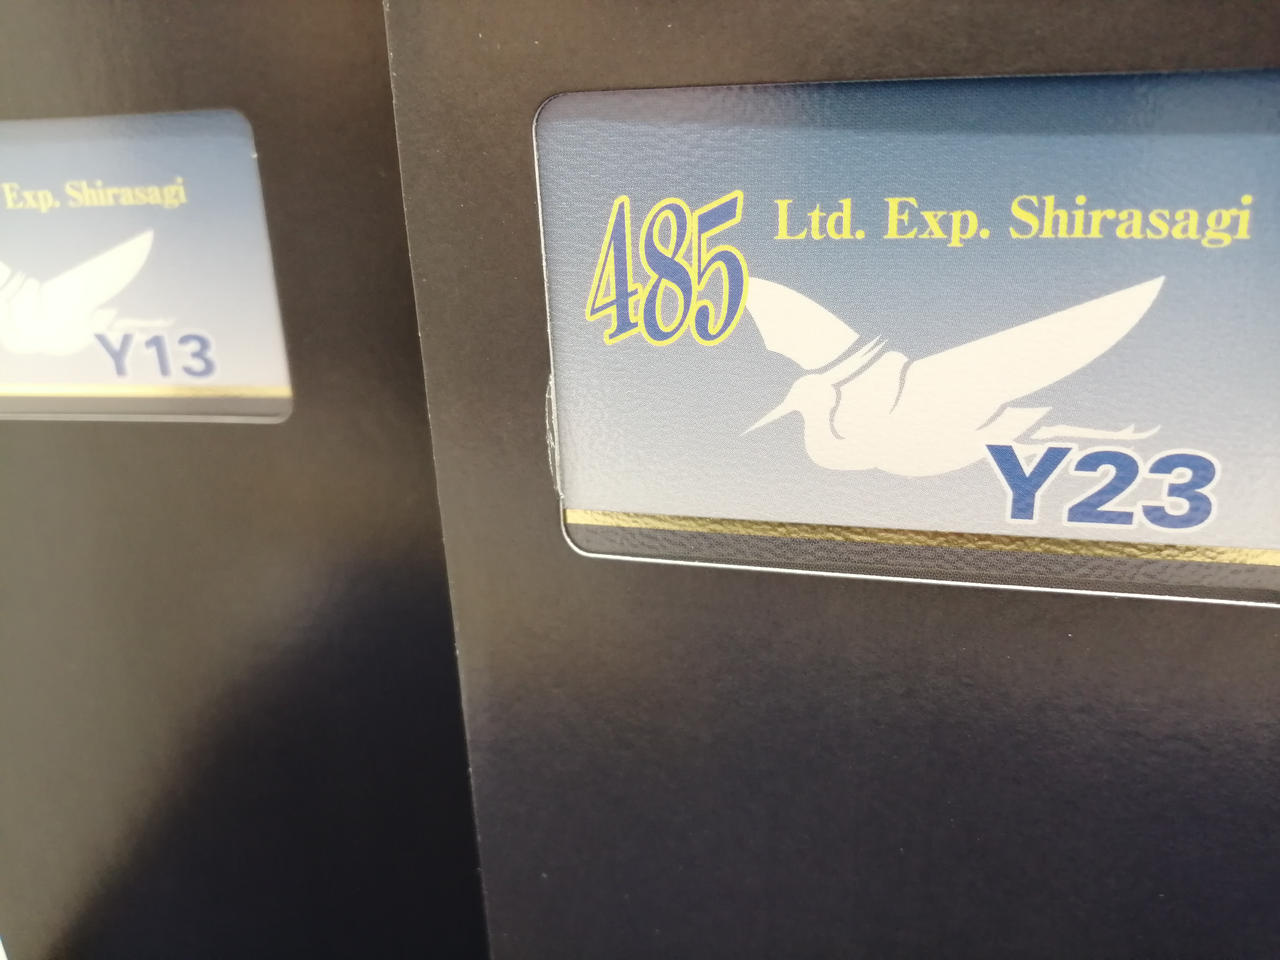 Exp. Shirasagi
Y13
485 Ltd. Exp. Shirasagi
Y23